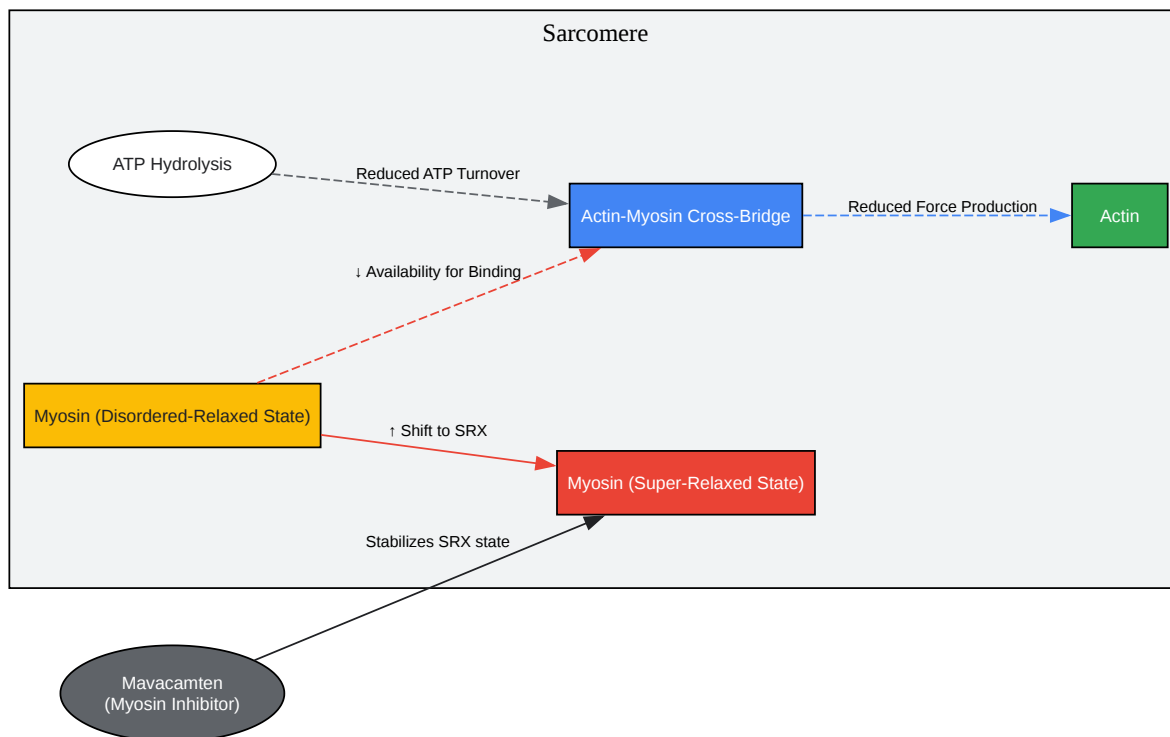 Sarcomere
ATP Hydrolysis
Reduced ATP Turnover
Actin-Myosin Cross-Bridge
Reduced Force Production
Actin
↓ Availability for Binding
Myosin (Disordered-Relaxed State)
↑ Shift to SRX
Myosin (Super-Relaxed State)
Stabilizes SRX state
Mavacamten
(Myosin Inhibitor)